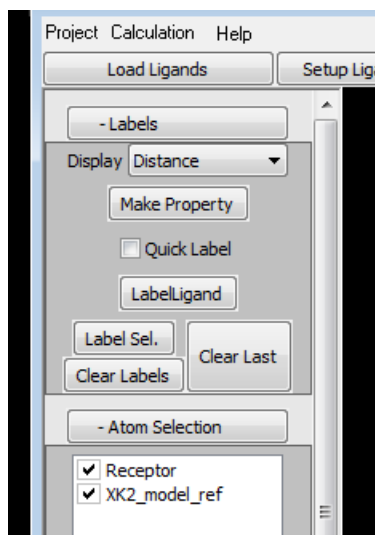 Project Calculation Help
Load Ligands Setup Liga
- Labels
Display Distance
Make Property
Quick Label
LabelLigand
Label Sel.
Clear Last
Clear Labels
- Atom Selection
Receptor
XK2_model_ref